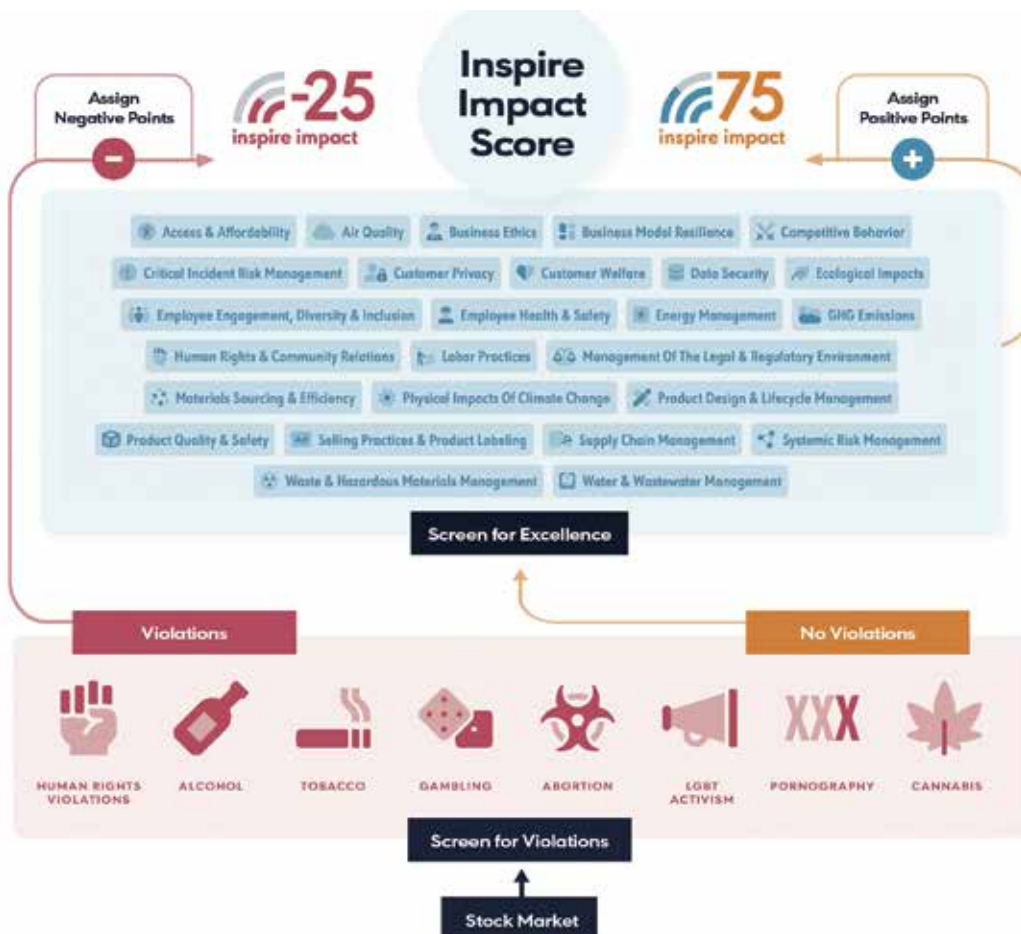 Inspire
Impact
Score
Assign
Negative Points
-25
inspire impact
75
inspire impact
Assign
Positive Points
Access & Affordability
Air Quality
Business Ethics
Business Model Resilience
Competitive Behavior
Critical Incident Risk Management
Customer Privacy
Customer Welfare
Data Security
Ecological Impacts
Employee Engagement, Diversity & Inclusion
Employee Health & Safety
Energy Management
GHG Emissions
Human Rights & Community Relations
Labor Practices
Management Of The Legal & Regulatory Environment
Materials Sourcing & Efficiency
Physical Impacts Of Climate Change
Product Design & Lifecycle Management
Product Quality & Safety
Selling Practices & Product Labeling
Supply Chain Management
Systemic Risk Management
Waste & Hazardous Materials Management
Water & Wastewater Management
Screen for Excellence
Violations
No Violations
XXX
HUMAN RIGHTS
VIOLATIONS
ALCOHOL
TOBACCO
GAMBLING
ABORTION
LGBT
ACTIVISM
PORNOGRAPHY
CANNABIS
Screen for Violations
Stock Market